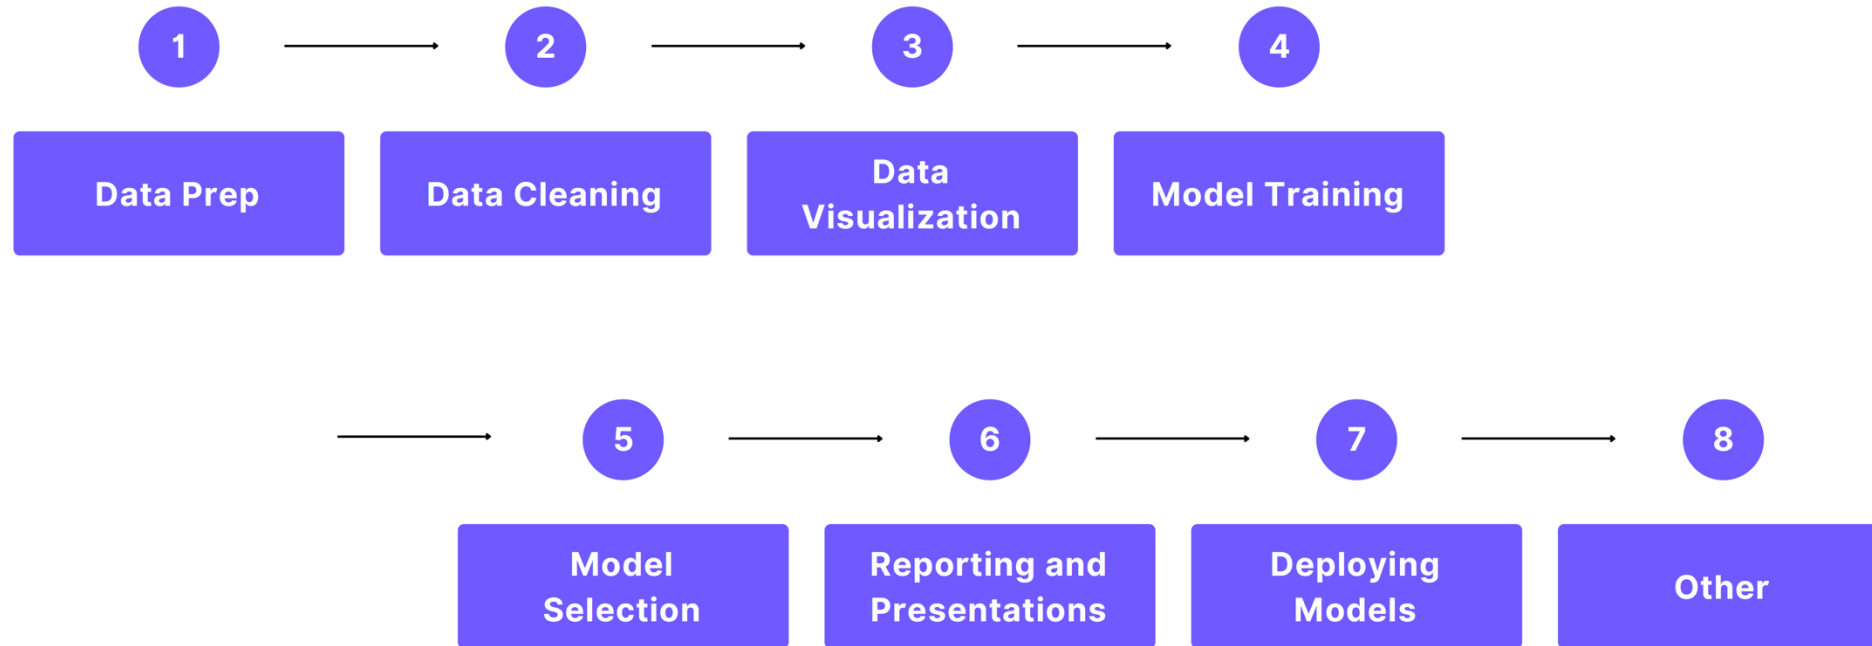 1
2
3
4
Data Prep
Data Cleaning
Data
Visualization
Model Training
5
6
7
8
Model
Selection
Reporting and
Presentations
Deploying
Models
Other